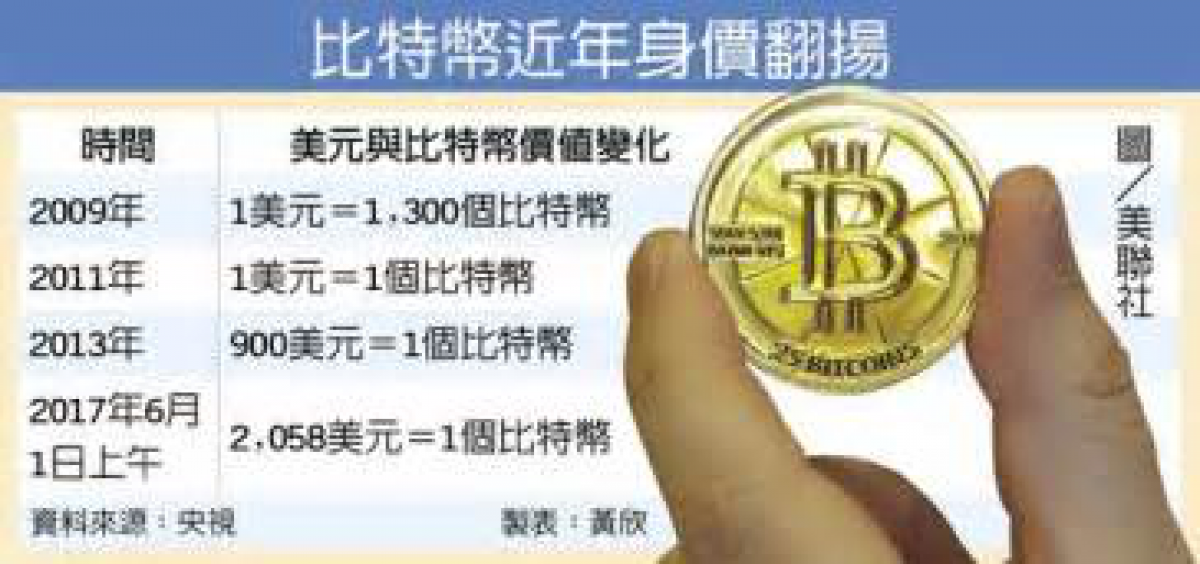 比特幣近年身價翻揚
時間 美元與比特幣價值變化
2009年 1美元＝1,300個比特幣
2011年 1美元＝1個比特幣
2013年 900美元＝1個比特幣
2017年6月
1日上午 2,058美元＝1個比特幣
資料來源：央視 製表：黃欣
圖／美聯社
25 BITCOINS